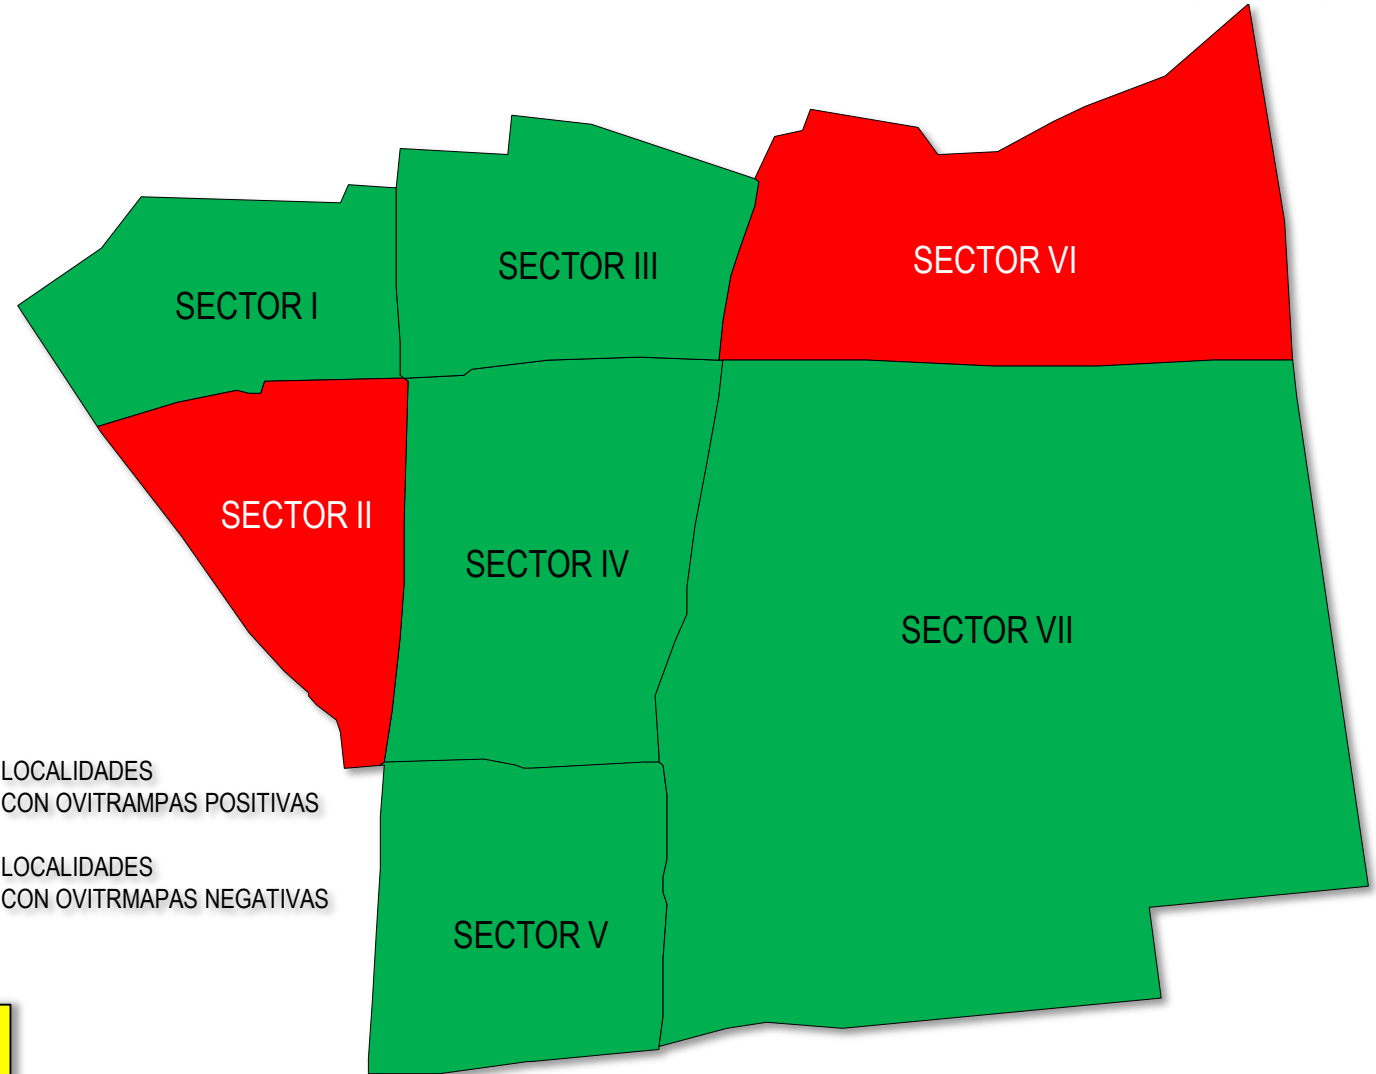 SECTOR VI
SECTOR III
SECTOR I
SECTOR II
SECTOR IV
SECTOR VII
LOCALIDADES
CON OVITRAMPAS POSITIVAS
LOCALIDADES
CON OVITRMAPAS NEGATIVAS
SECTOR V